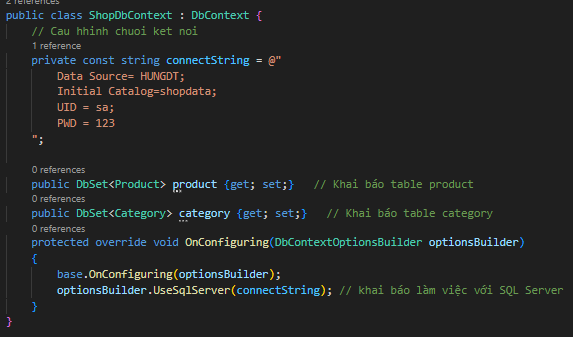 2 references
public class ShopDbContext : DbContext {
// Cau hhinh chuoi ket noi
1 reference
private const string connectString = @"
Data Source= HUNGDT;
Initial Catalog=shopdata;
UID = sa;
PWD = 123
";
0 references
public DbSet<Product> product {get; set;} // Khai báo table product
0 references
public DbSet<Category> category {get; set;} // Khai báo table category
0 references
protected override void OnConfiguring(DbContextOptionsBuilder optionsBuilder)
{
base.OnConfiguring(optionsBuilder);
optionsBuilder.UseSqlServer(connectString); // khai báo làm việc với SQL Server
}
}